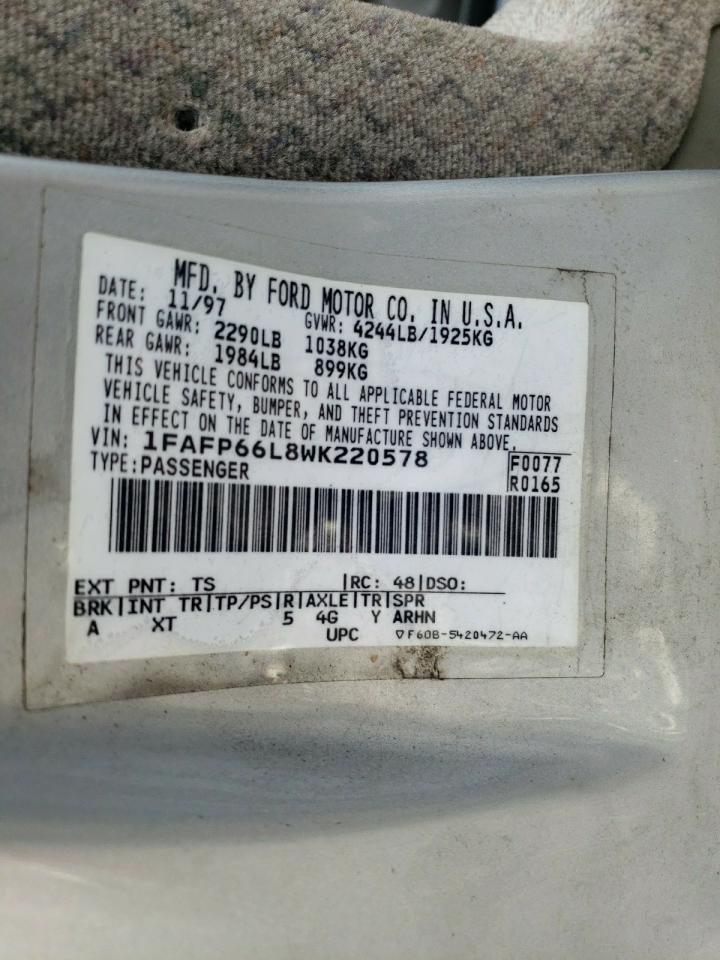 MFD. BY FORD MOTOR CO. IN U.S.A.
DATE: 11/97 GVWR: 4244LB/1925KG
FRONT GAWR: 2290LB 1038KG
REAR GAWR: 1984LB 899KG
THIS VEHICLE CONFORMS TO ALL APPLICABLE FEDERAL MOTOR
VEHICLE SAFETY, BUMPER, AND THEFT PREVENTION STANDARDS
IN EFFECT ON THE DATE OF MANUFACTURE SHOWN ABOVE.
VIN: 1FAFP66L8WK220578 F0077
TYPE:PASSENGER R0165
EXT PNT: TS |RC: 48|DSO:
BRK|INT TR|TP/PS|R|AXLE|TR|SPR
A XT 5 4G Y ARHN
UPC ▽F60B-5420472-AA